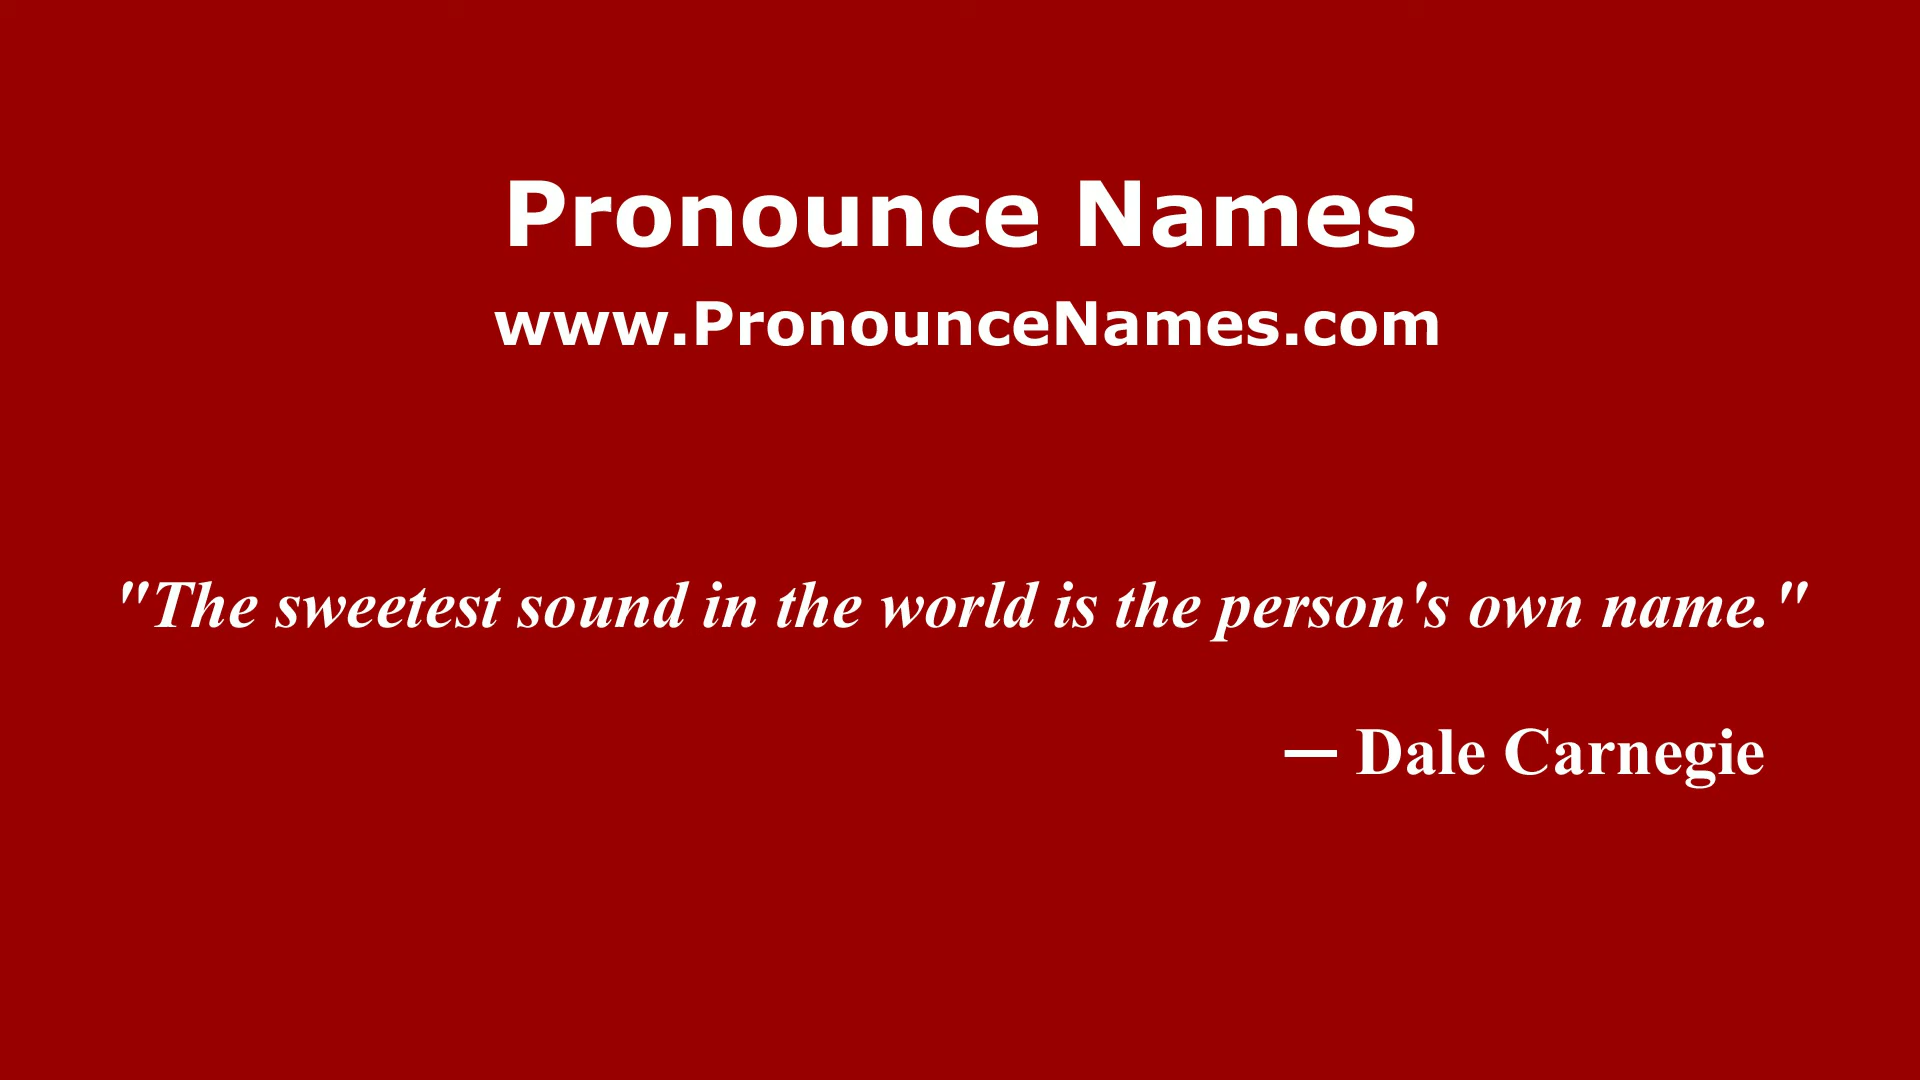 Pronounce Names
www.PronounceNames.com
"The sweetest sound in the world is the person's own name."
— Dale Carnegie